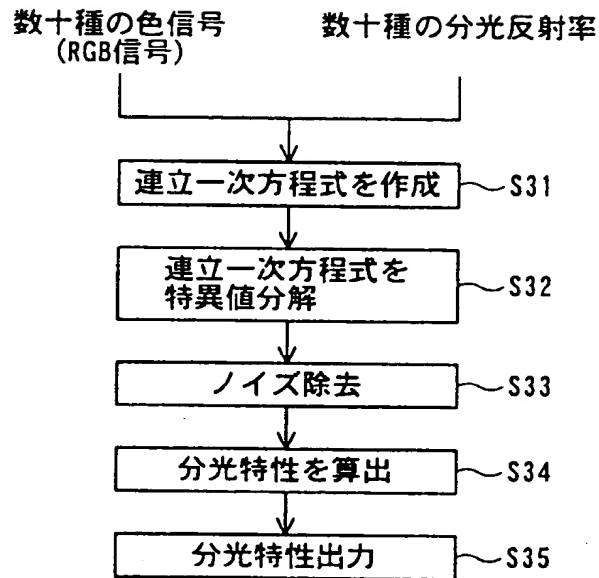 数十種の色信号
(RGB信号)
数十種の分光反射率
連立一次方程式を作成
S31
連立一次方程式を
特異値分解
S32
ノイズ除去
S33
分光特性を算出
S34
分光特性出力
S35